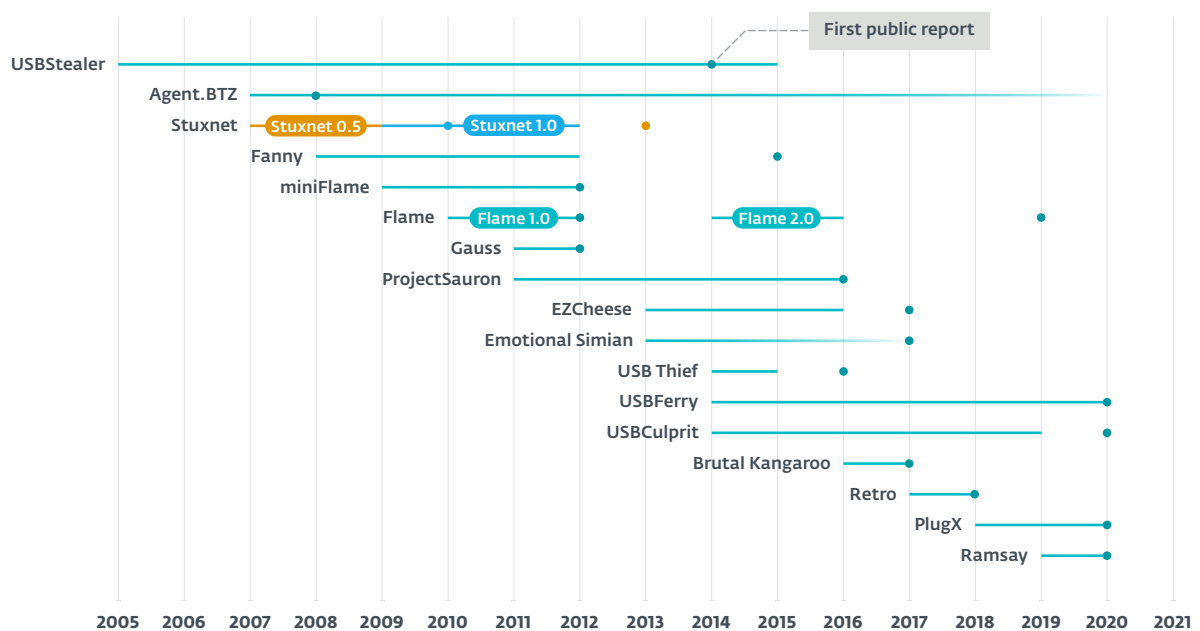 First public report
USBStealer
Agent.BTZ
Stuxnet Stuxnet 0.5 Stuxnet 1.0
Fanny
miniFlame
Flame Flame 1.0 Flame 2.0
Gauss
ProjectSauron
EZCheese
Emotional Simian
USB Thief
USBFerry
USBCulprit
Brutal Kangaroo
Retro
PlugX
Ramsay
2005 2006 2007 2008 2009 2010 2011 2012 2013 2014 2015 2016 2017 2018 2019 2020 2021